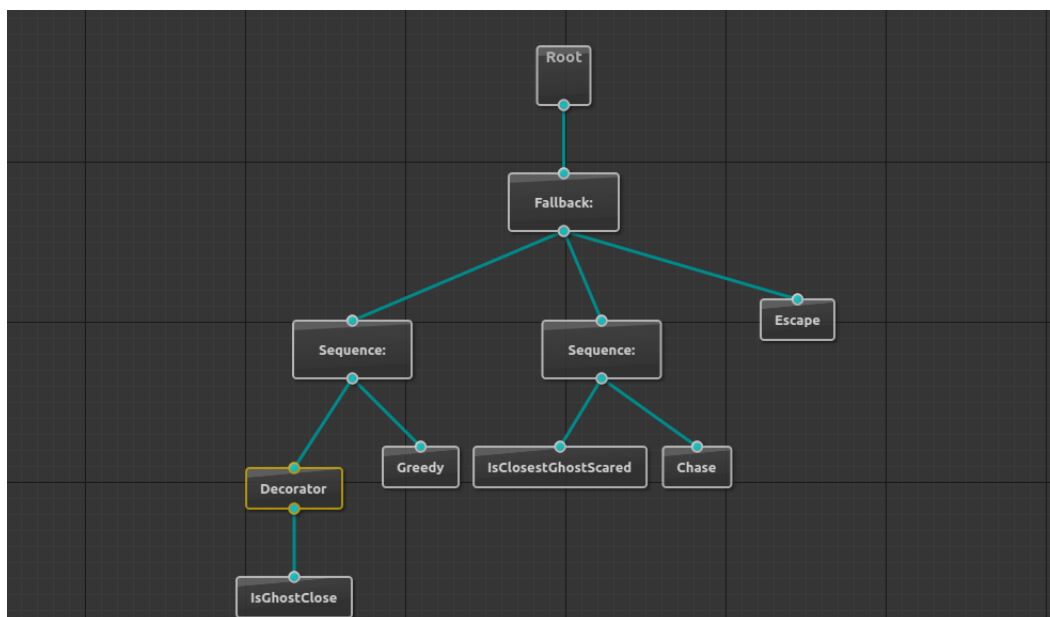 Root
Fallback:
Escape
Sequence:
Sequence:
Greedy
IsClosestGhostScared
Chase
Decorator
IsGhostClose